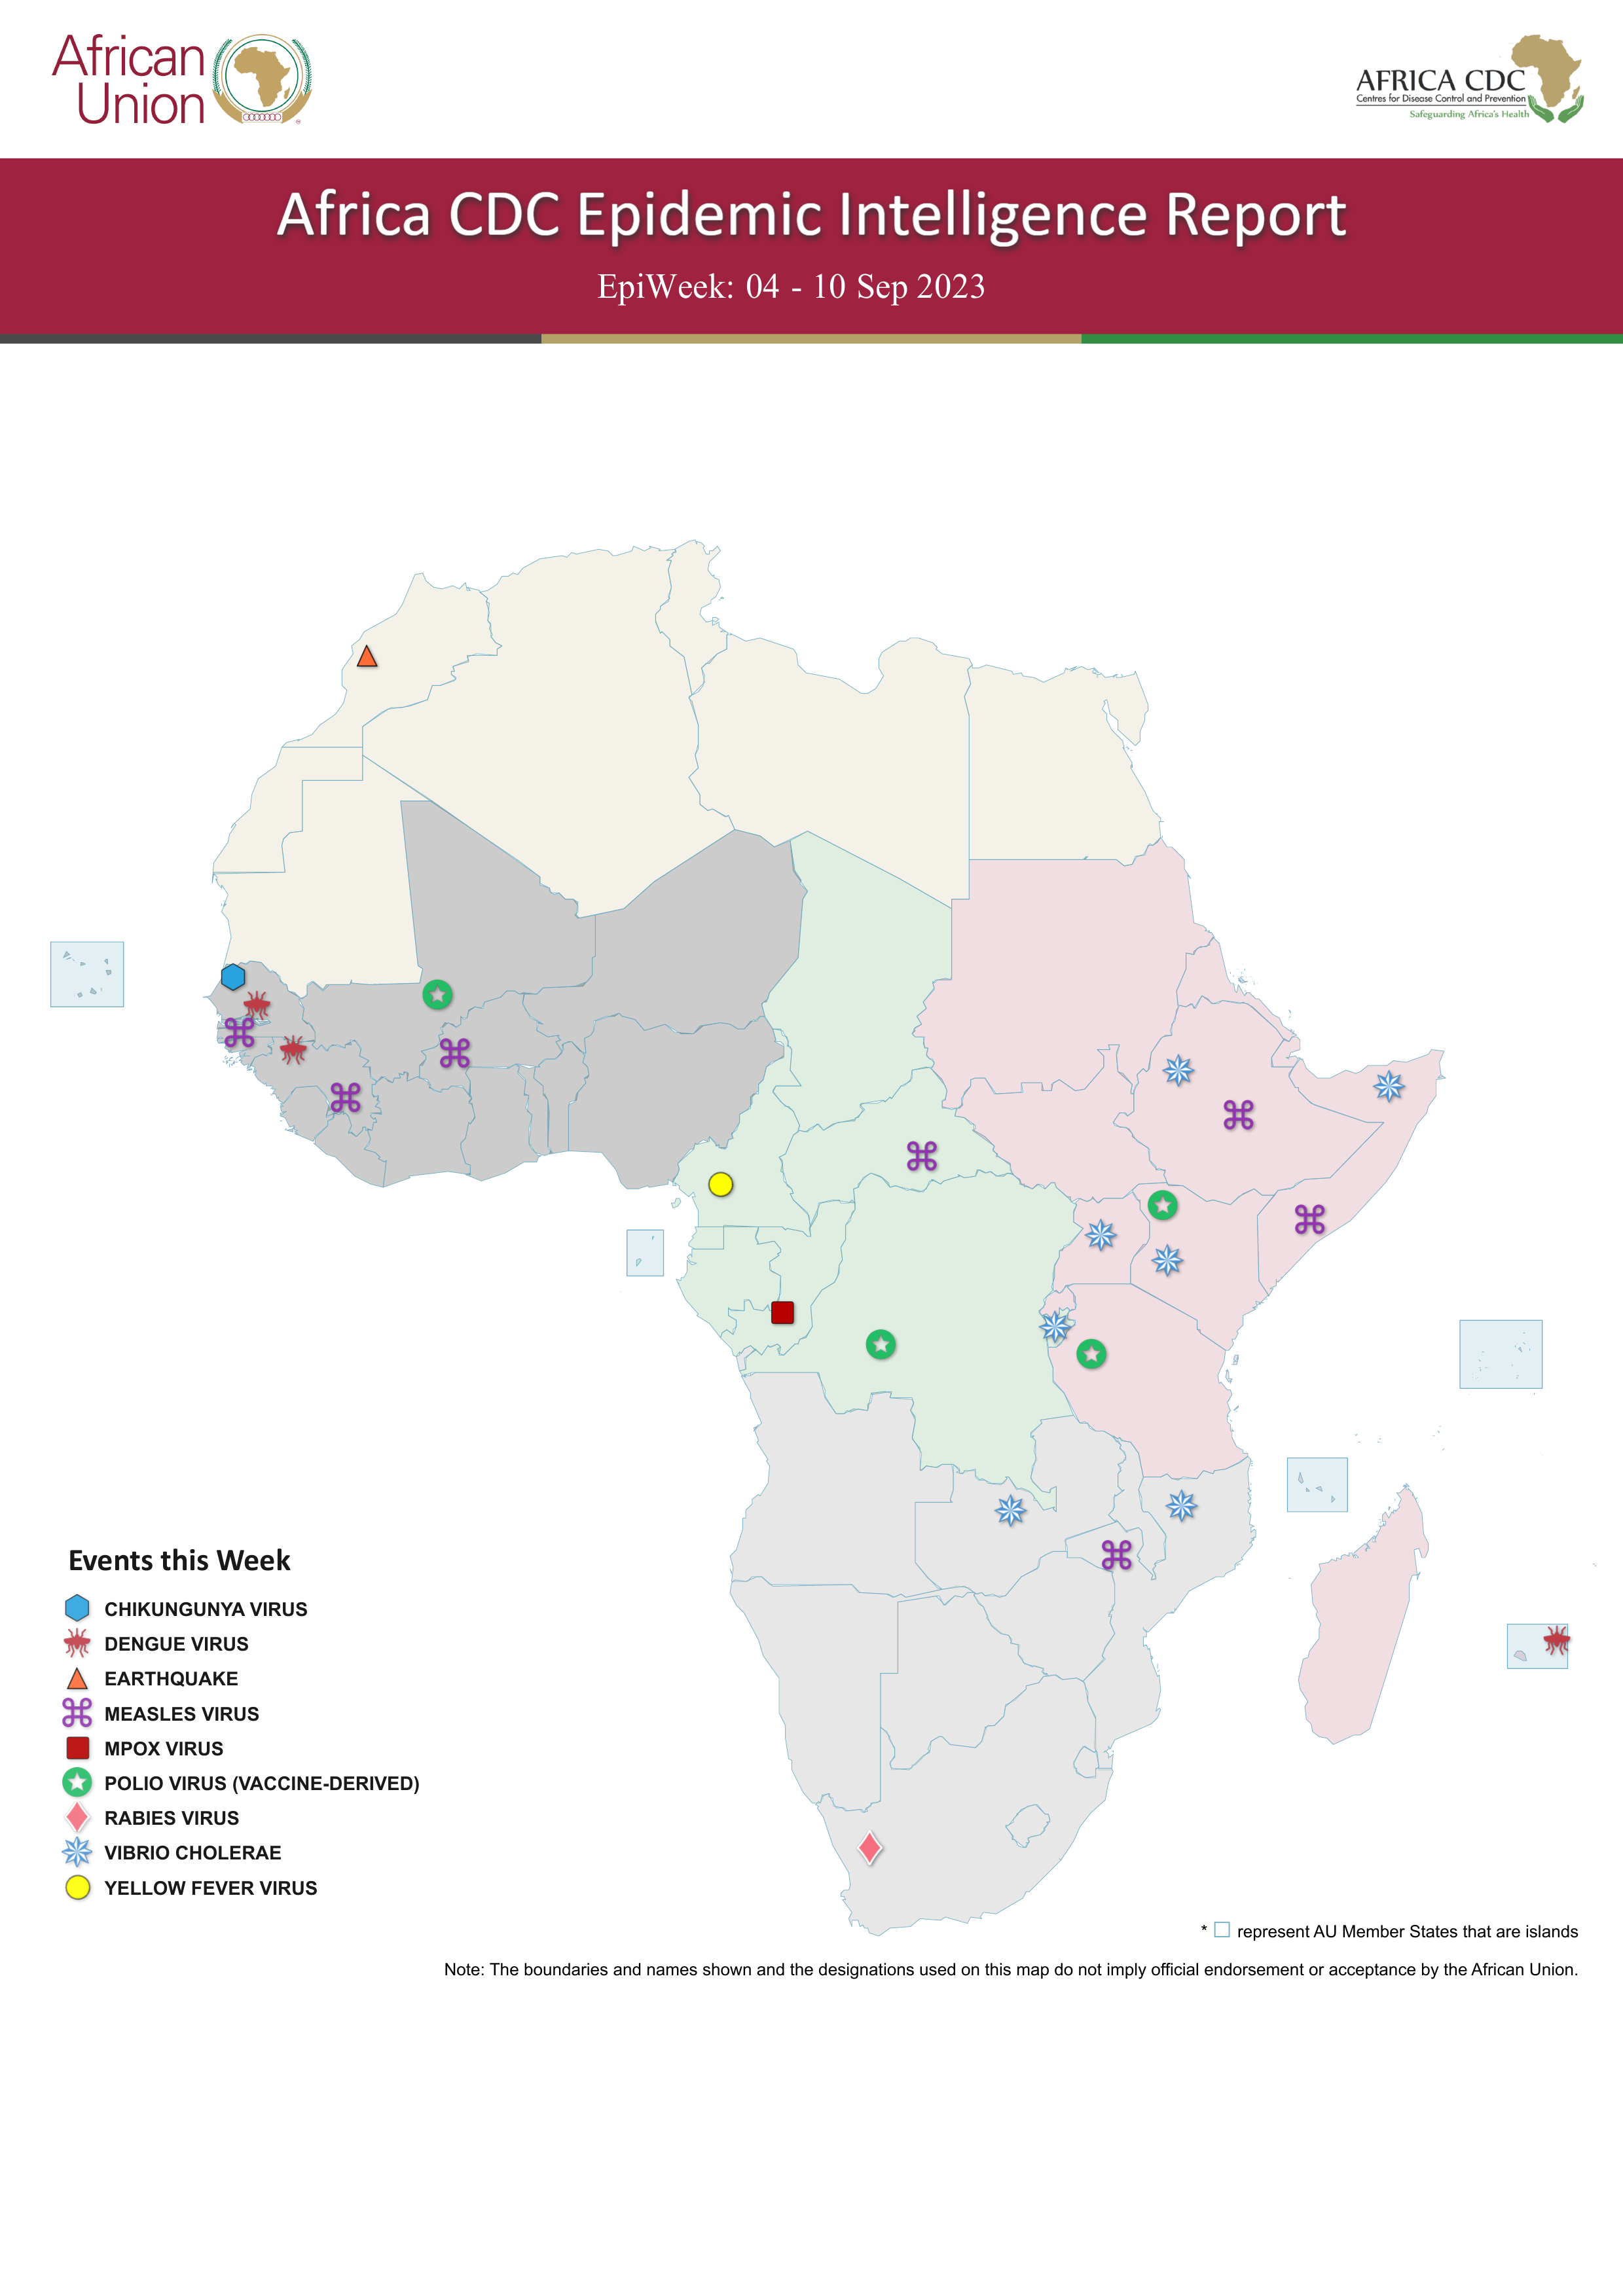 African
Union
AFRICA CDC
Centres for Disease Control and Prevention
Safeguarding Africa's Health
Africa CDC Epidemic Intelligence Report
EpiWeek: 04 - 10 Sep 2023
Events this Week
CHIKUNGUNYA VIRUS
DENGUE VIRUS
EARTHQUAKE
MEASLES VIRUS
MPOX VIRUS
POLIO VIRUS (VACCINE-DERIVED)
RABIES VIRUS
VIBRIO CHOLERAE
YELLOW FEVER VIRUS
* represent AU Member States that are islands
Note: The boundaries and names shown and the designations used on this map do not imply official endorsement or acceptance by the African Union.